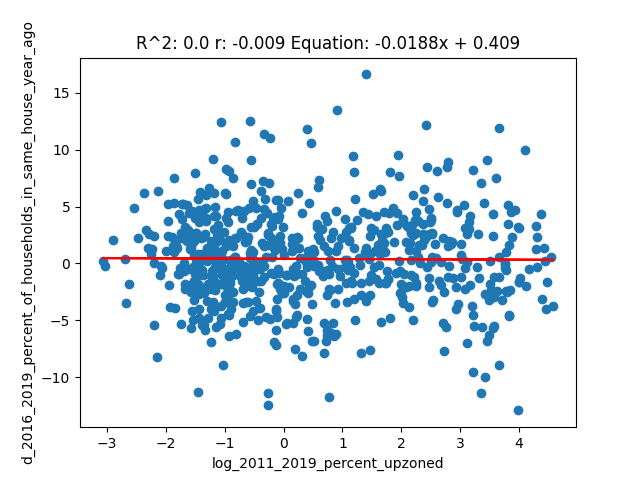 R^2: 0.0 r: -0.009 Equation: -0.0188x + 0.409
d_2016_2019_percent_of_households_in_same_house_year_ago
15
10
5
0
−5
−10
−3 −2 −1 0 1 2 3 4
log_2011_2019_percent_upzoned